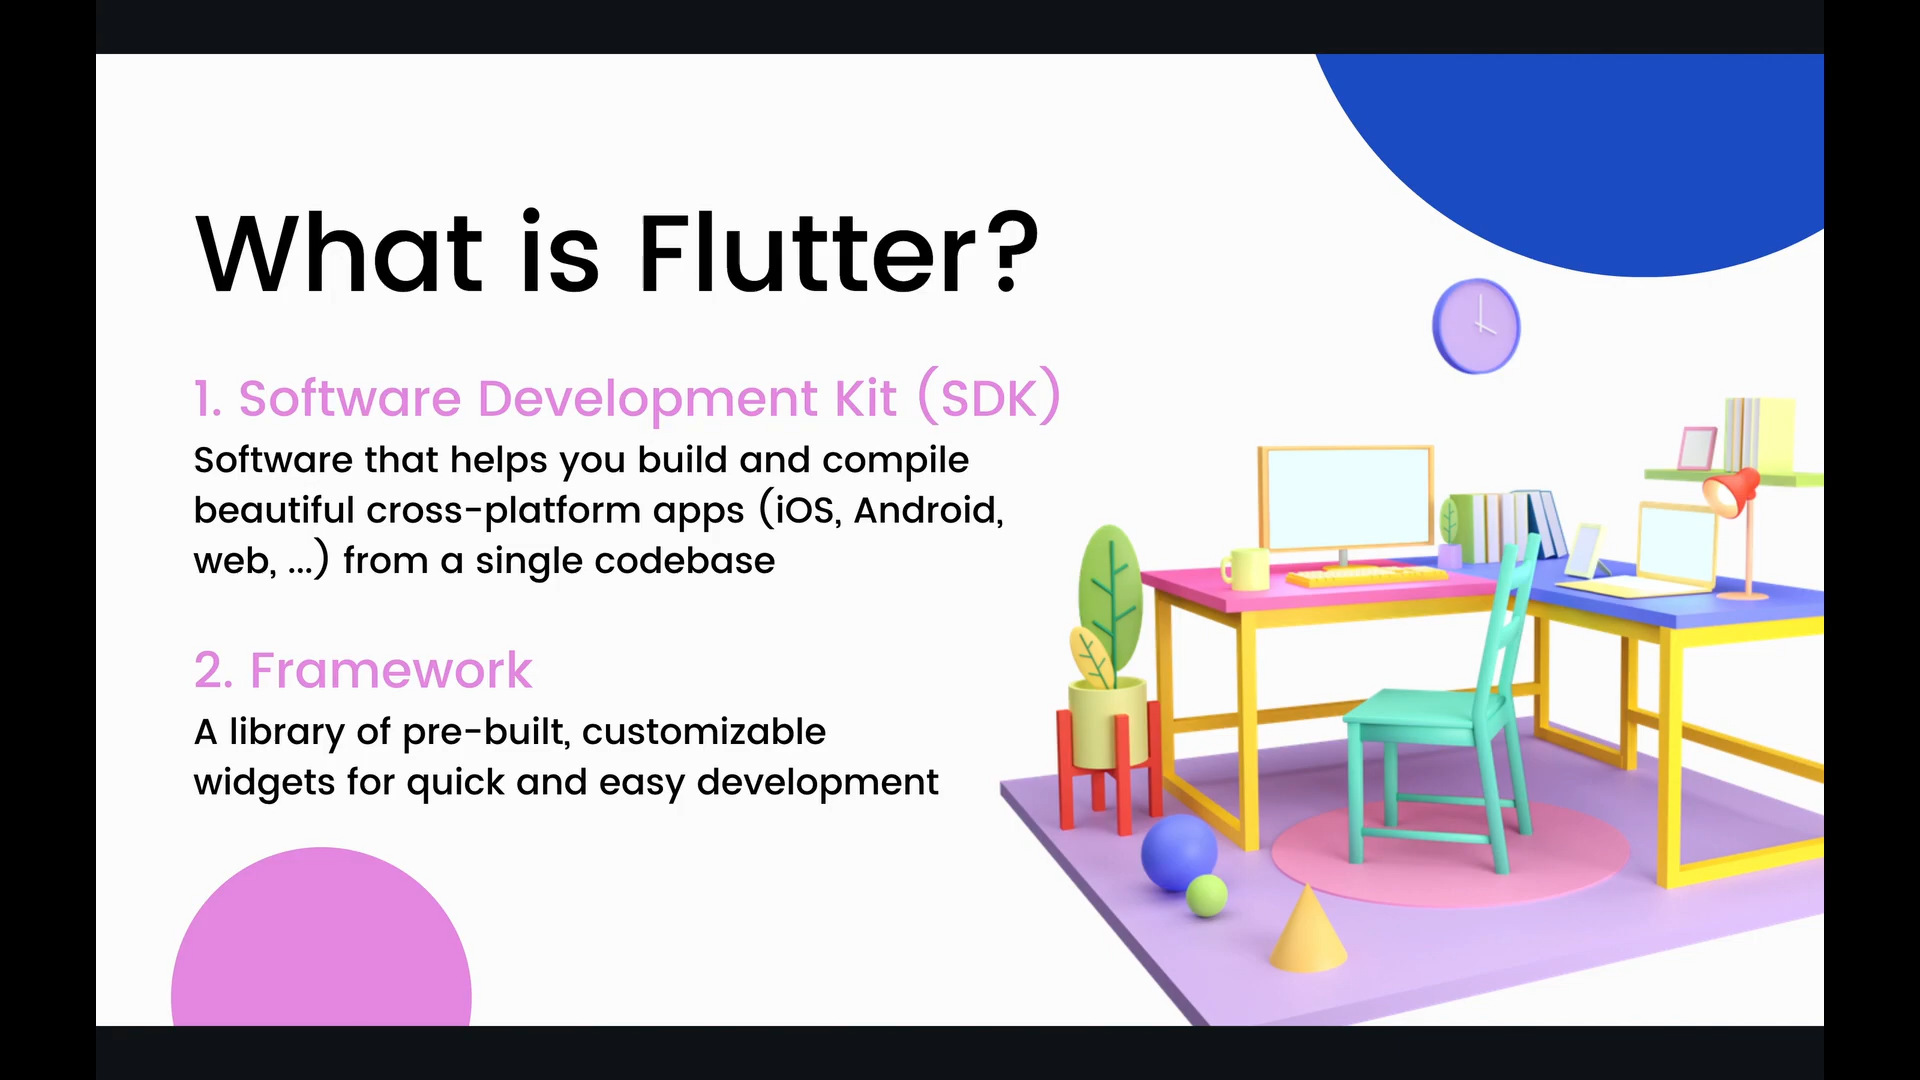 What is Flutter?
1. Software Development Kit (SDK)
Software that helps you build and compile
beautiful cross-platform apps (iOS, Android,
web, ...) from a single codebase
2. Framework
A library of pre-built, customizable
widgets for quick and easy development